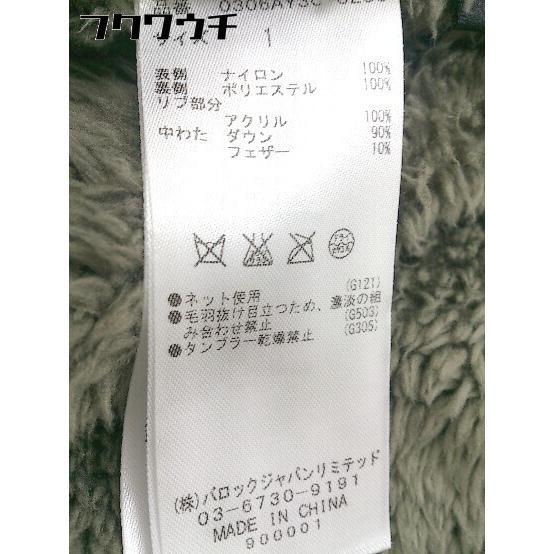 フクワウチ
品番 0306AY3C
サイズ 1
表側 ナイロン 100%
裏側 ポリエステル 100%
リブ部分
アクリル 100%
中わた ダウン 90%
フェザー 10%
●ネット使用 (G121)
●毛羽抜け目立つため、濃淡の組
み合わせ禁止 (G503)
●タンブラー乾燥禁止 (G305)
(株)バロックジャパンリミテッド
03-6730-9191
MADE IN CHINA
900001